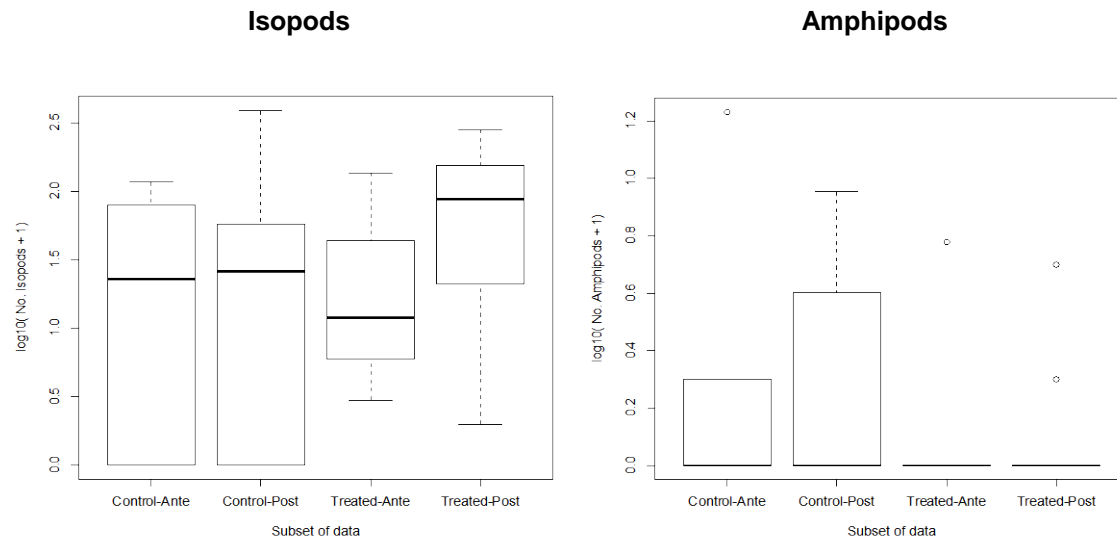 Isopods
log10( No. Isopods + 1)
2.5
2.0
1.5
1.0
0.5
0.0
Control-Ante
Control-Post
Treated-Ante
Treated-Post
Subset of data
Amphipods
log10( No. Amphipods + 1)
1.2
1.0
0.8
0.6
0.4
0.2
0.0
Control-Ante
Control-Post
Treated-Ante
Treated-Post
Subset of data